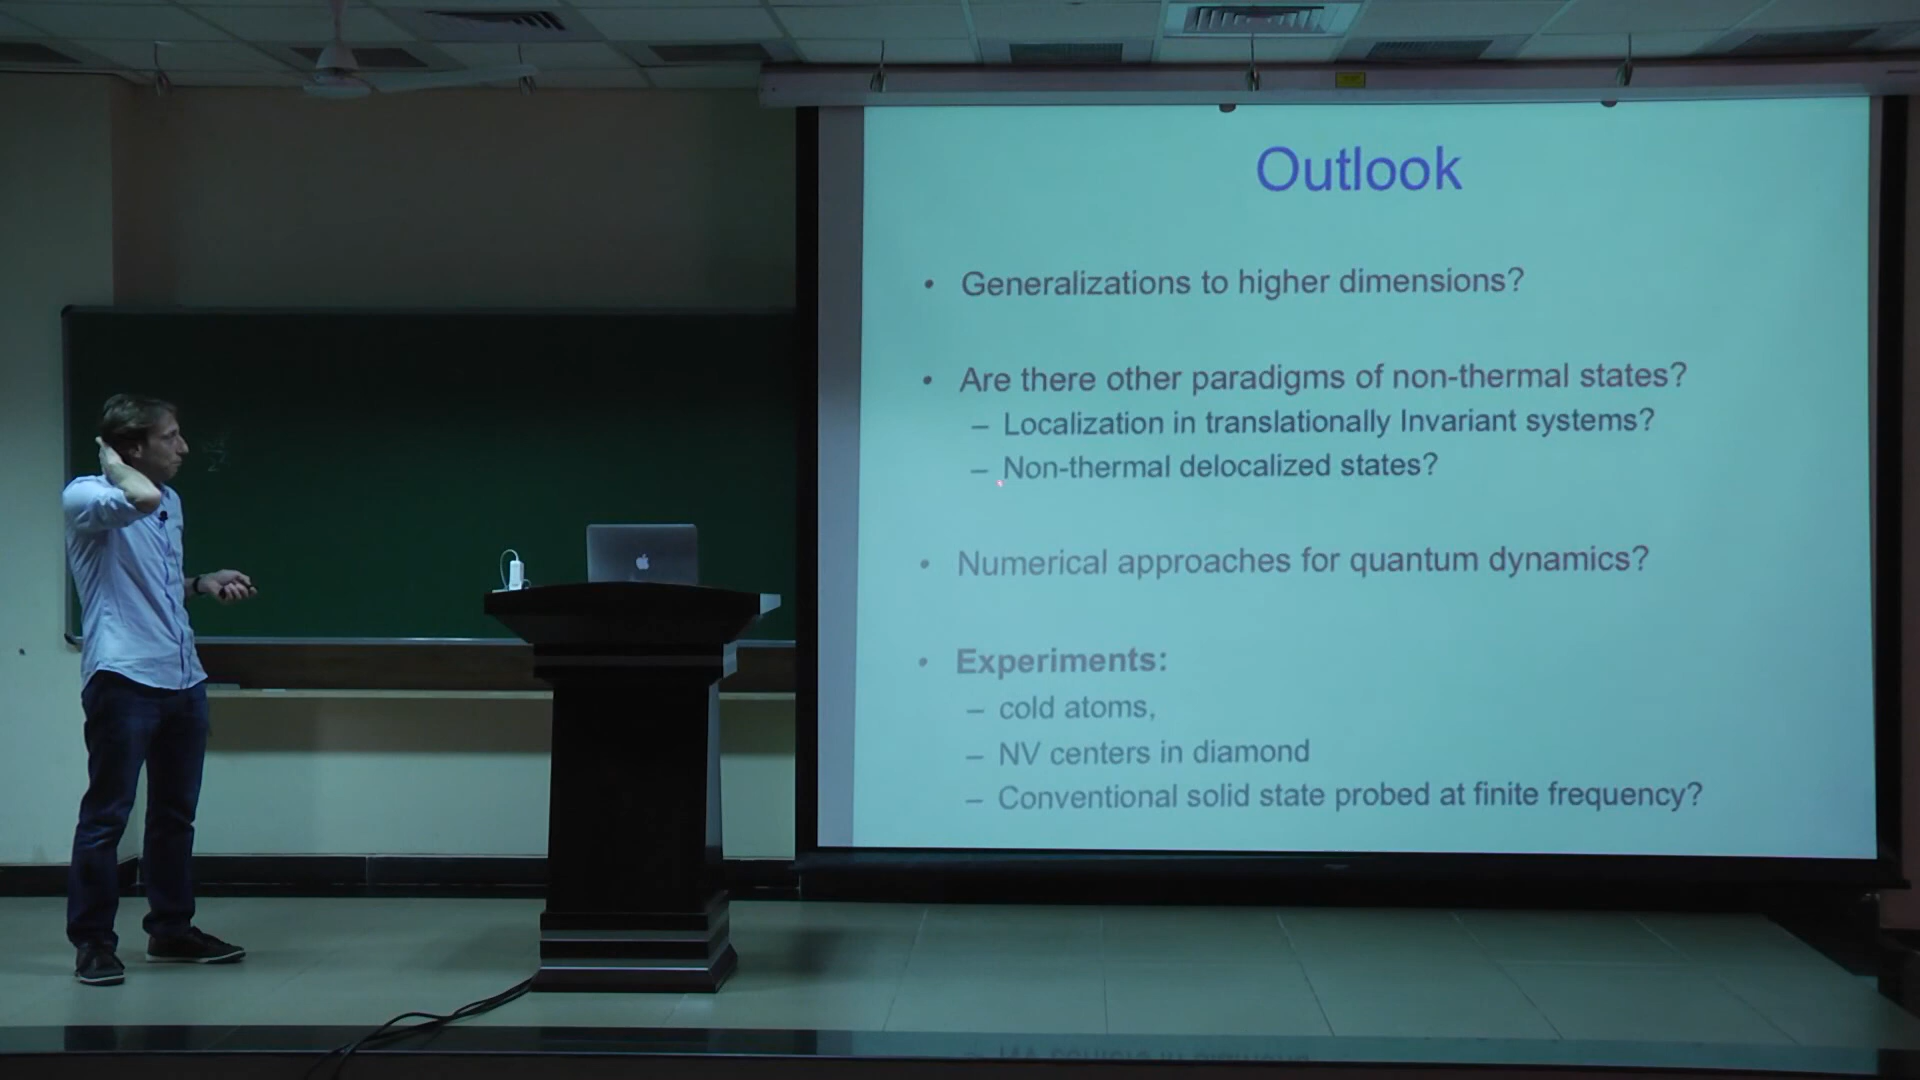 Outlook
• Generalizations to higher dimensions?
• Are there other paradigms of non-thermal states?
– Localization in translationally Invariant systems?
– Non-thermal delocalized states?
• Numerical approaches for quantum dynamics?
• Experiments:
– cold atoms,
– NV centers in diamond
– Conventional solid state probed at finite frequency?